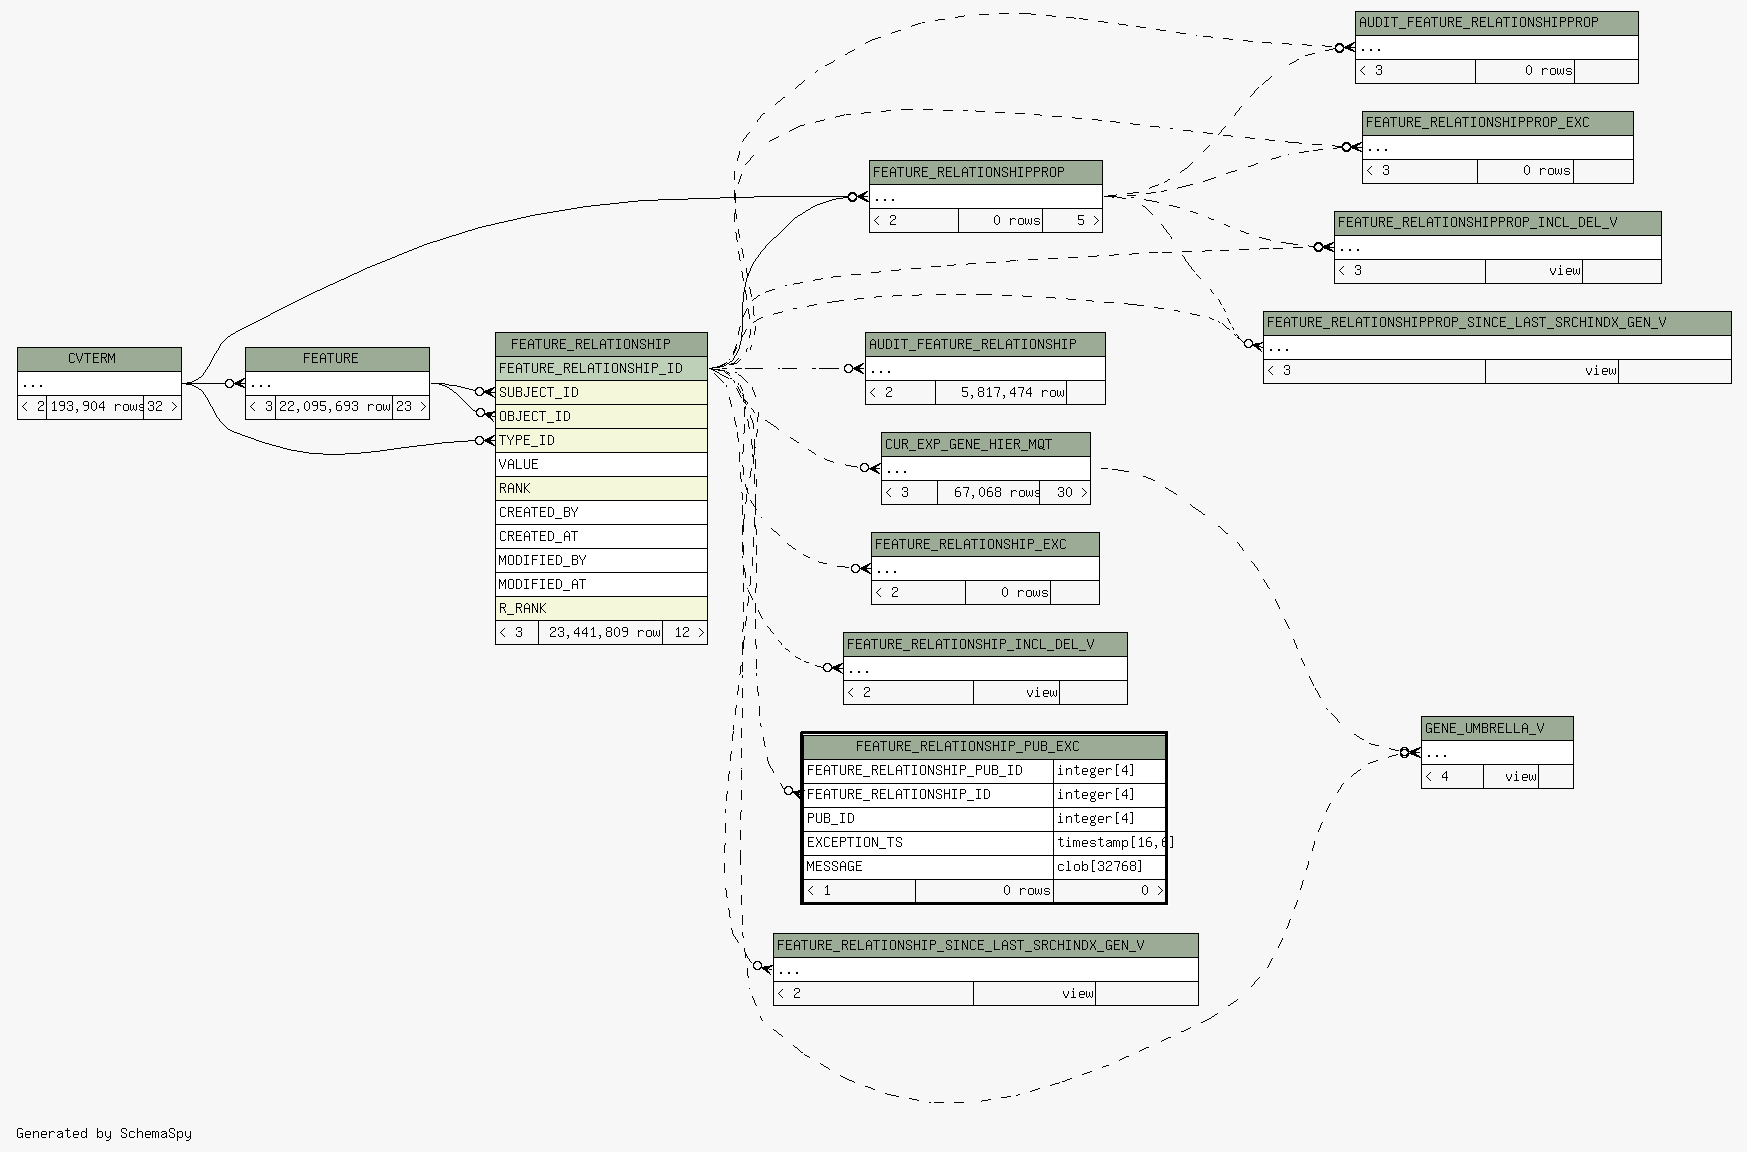 AUDIT_FEATURE_RELATIONSHIPPROP
...
< 3 0 rows
FEATURE_RELATIONSHIPPROP_EXC
...
< 3 0 rows
FEATURE_RELATIONSHIPPROP
...
< 2 0 rows 5 >
FEATURE_RELATIONSHIPPROP_INCL_DEL_V
...
< 3 view
FEATURE_RELATIONSHIPPROP_SINCE_LAST_SRCHINDX_GEN_V
...
< 3 view
CVTERM
...
< 2 193,904 rows 32 >
FEATURE
...
< 3 22,095,693 row 23 >
FEATURE_RELATIONSHIP
FEATURE_RELATIONSHIP_ID
SUBJECT_ID
OBJECT_ID
TYPE_ID
VALUE
RANK
CREATED_BY
CREATED_AT
MODIFIED_BY
MODIFIED_AT
R_RANK
< 3 23,441,809 row 12 >
AUDIT_FEATURE_RELATIONSHIP
...
< 2 5,817,474 row
CUR_EXP_GENE_HIER_MQT
...
< 3 67,068 rows 30 >
FEATURE_RELATIONSHIP_EXC
...
< 2 0 rows
FEATURE_RELATIONSHIP_INCL_DEL_V
...
< 2 view
FEATURE_RELATIONSHIP_PUB_EXC
FEATURE_RELATIONSHIP_PUB_ID integer[4]
FEATURE_RELATIONSHIP_ID integer[4]
PUB_ID integer[4]
EXCEPTION_TS timestamp[16,6]
MESSAGE clob[32768]
< 1 0 rows 0 >
GENE_UMBRELLA_V
...
< 4 view
FEATURE_RELATIONSHIP_SINCE_LAST_SRCHINDX_GEN_V
...
< 2 view
Generated by SchemaSpy